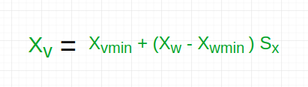 Xv = Xvmin + (Xw - Xwmin ) Sx